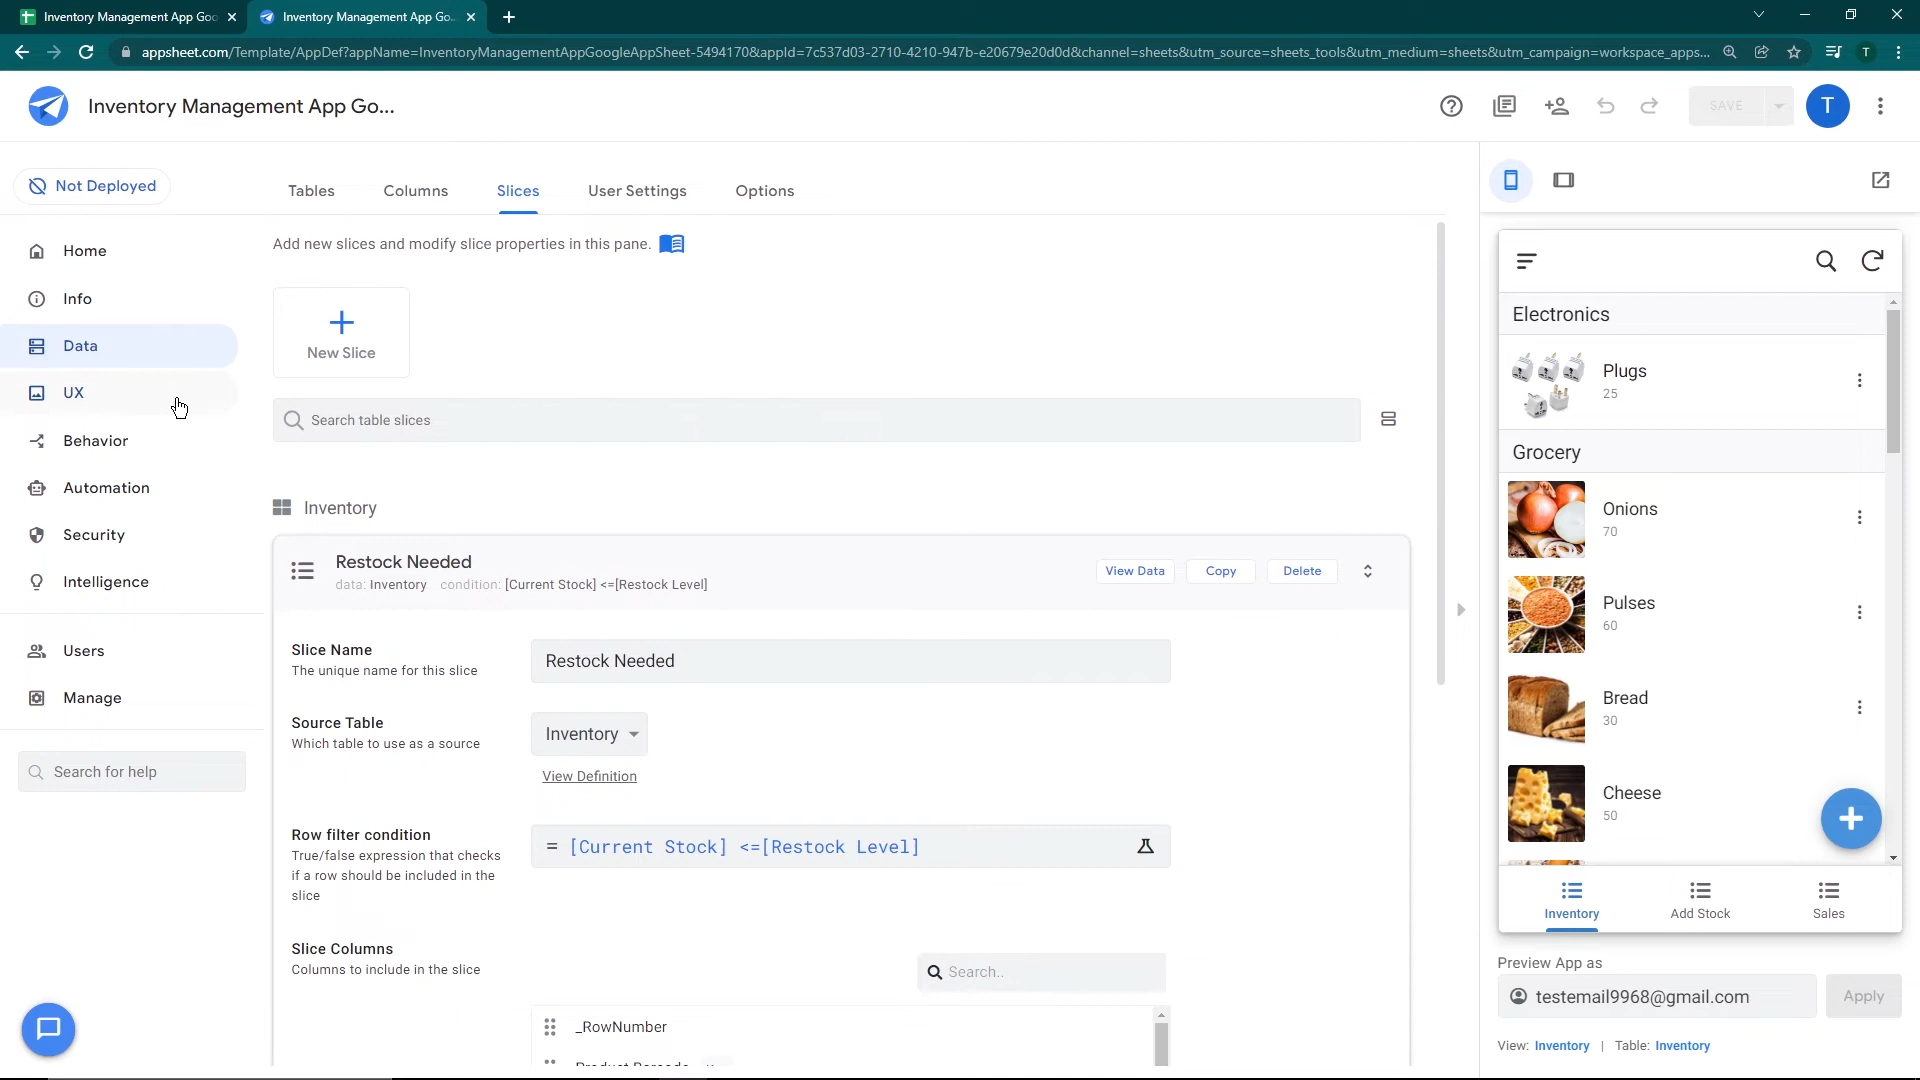 Inventory Management App Goo
Inventory Management App Go...
appsheet.com/Template/AppDef?appName=InventoryManagementAppGoogleAppSheet-5494170&appId=7c537d03-2710-4210-947b-e20679e20d0d&channel=sheets&utm_source=sheets_tools&utm_medium=sheets&utm_campaign=workspace_apps...
T
Inventory Management App Go...
SAVE
T
Not Deployed
Tables
Columns
Slices
User Settings
Options
Home
Info
Data
UX
Behavior
Automation
Security
Intelligence
Users
Manage
Search for help
Add new slices and modify slice properties in this pane.
New Slice
Search table slices
Inventory
Restock Needed
data: Inventory condition: [Current Stock] <=[Restock Level]
View Data
Copy
Delete
Slice Name
The unique name for this slice
Restock Needed
Source Table
Which table to use as a source
Inventory
View Definition
Row filter condition
True/false expression that checks
if a row should be included in the
slice
= [Current Stock] <=[Restock Level]
Slice Columns
Columns to include in the slice
Search..
_RowNumber
Product Barcode
Electronics
Plugs
25
Grocery
Onions
70
Pulses
60
Bread
30
Cheese
50
Inventory
Add Stock
Sales
Preview App as
testemail9968@gmail.com
Apply
View: Inventory | Table: Inventory